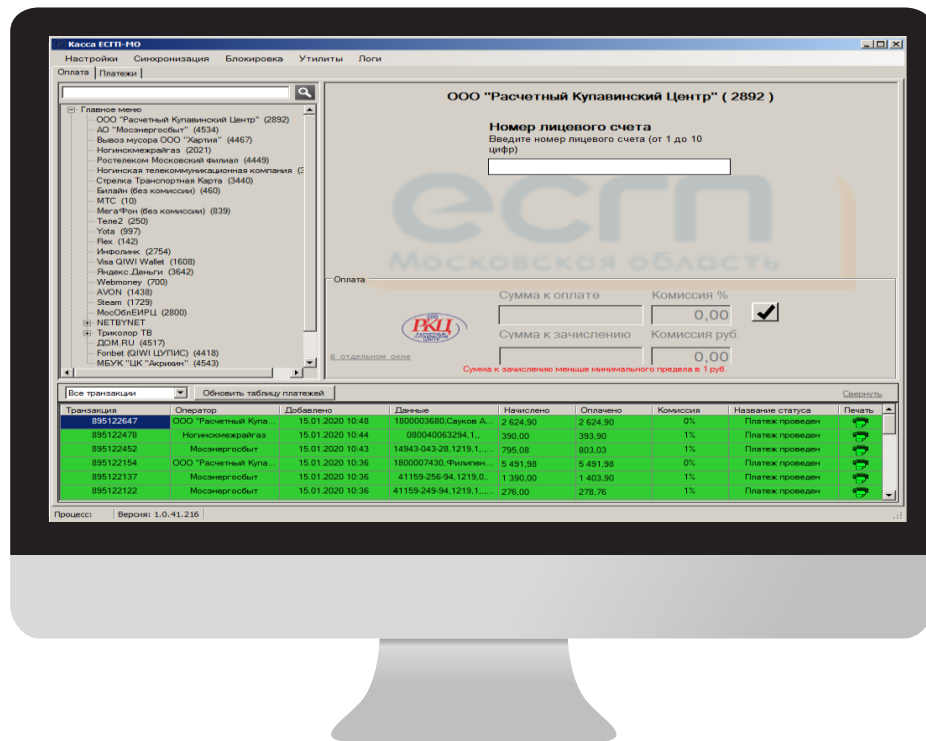 Касса ЕСГП-МО
Настройки Синхронизация Блокировка Утилиты Логи
Оплата Платежи
Главное меню
ООО "Расчетный Купавинский Центр" (2892)
АО "Мосэнергосбыт" (4534)
Вывоз мусора ООО "Хартия" (4467)
Ногинскмежрайгаз (2021)
Ростелеком Московский филиал (4449)
Ногинская телекоммуникационная компания (3
Стрелка Транспортная Карта (3440)
Билайн (без комиссии) (460)
МТС (10)
МегаФон (без комиссии) (839)
Теле2 (250)
Yota (997)
Flex (142)
Инфолинк (2754)
Visa QIWI Wallet (1608)
Яндекс.Деньги (3642)
Webmoney (700)
AVON (1438)
Steam (1729)
МосОблЕИРЦ (2800)
NETBYNET
Триколор ТВ
ДОМ.RU (4517)
Fonbet (QIWI ЦУПИС) (4418)
МБУК "ЦК "Акрихин" (4543)
ООО "Расчетный Купавинский Центр" ( 2892 )
Номер лицевого счета
Введите номер лицевого счета (от 1 до 10
цифр)
есгп
Московская область
Оплата
Сумма к оплате Комиссия %
0,00
РКЦ
Сумма к зачислению Комиссия руб.
0,00
В отдельном окне
Сумма к зачислению меньше минимального предела в 1 руб.
Все транзакции Обновить таблицу платежей Свернуть
Транзакция Оператор Добавлено Данные Начислено Оплачено Комиссия Название статуса Печать
895122647 ООО "Расчетный Купа... 15.01.2020 10:48 1800003680,Сауков А... 2 624,90 2 624,90 0% Платеж проведен
895122478 Ногинскмежрайгаз 15.01.2020 10:44 080040063294,1,, 390,00 393,90 1% Платеж проведен
895122452 Мосэнергосбыт 15.01.2020 10:43 14943-043-28,1219,1,,,... 795,08 803,03 1% Платеж проведен
895122154 ООО "Расчетный Купа... 15.01.2020 10:36 1800007430,Филипен... 5 491,98 5 491,98 0% Платеж проведен
895122137 Мосэнергосбыт 15.01.2020 10:36 41159-256-94,1219,0,. 1 390,00 1 403,90 1% Платеж проведен
895122122 Мосэнергосбыт 15.01.2020 10:36 41159-249-94,1219,1,,,... 276,00 278,76 1% Платеж проведен
Процесс: Версия: 1.0.41.216